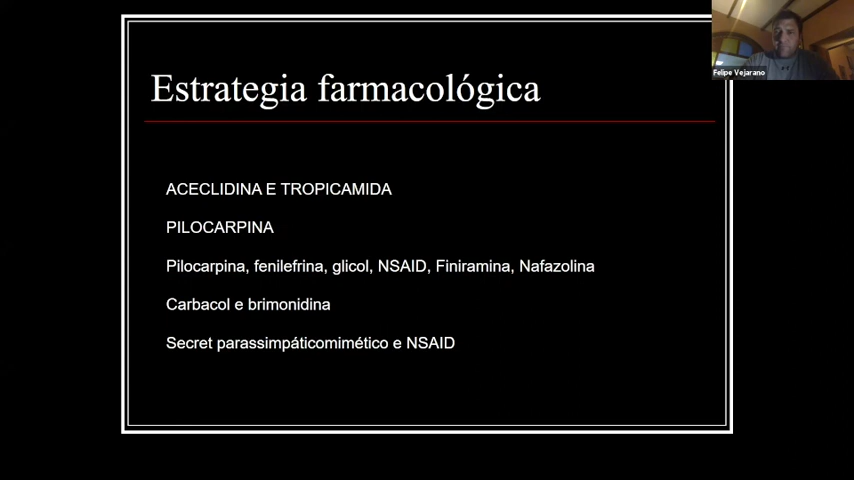 Felipe Vejarano
Estrategia farmacológica
ACECLIDINA E TROPICAMIDA
PILOCARPINA
Pilocarpina, fenilefrina, glicol, NSAID, Finiramina, Nafazolina
Carbacol e brimonidina
Secret parassimpáticomimético e NSAID